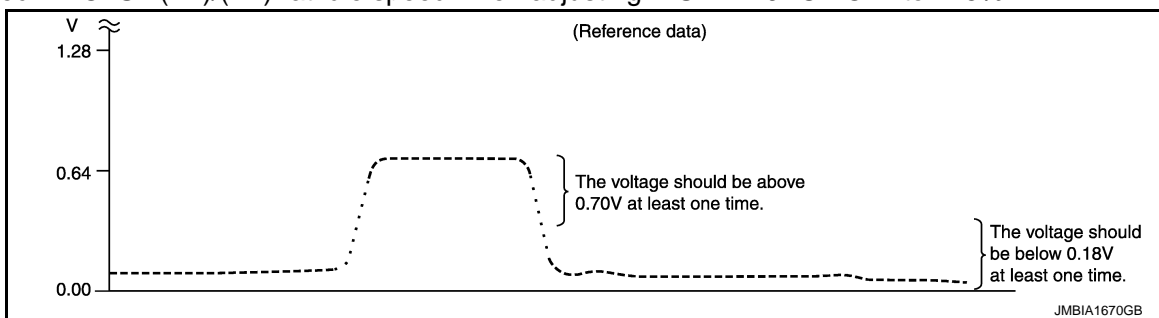 V
(Reference data)
1.28
0.64
The voltage should be above
0.70V at least one time.
The voltage should
be below 0.18V
at least one time.
0.00
JMBIA1670GB